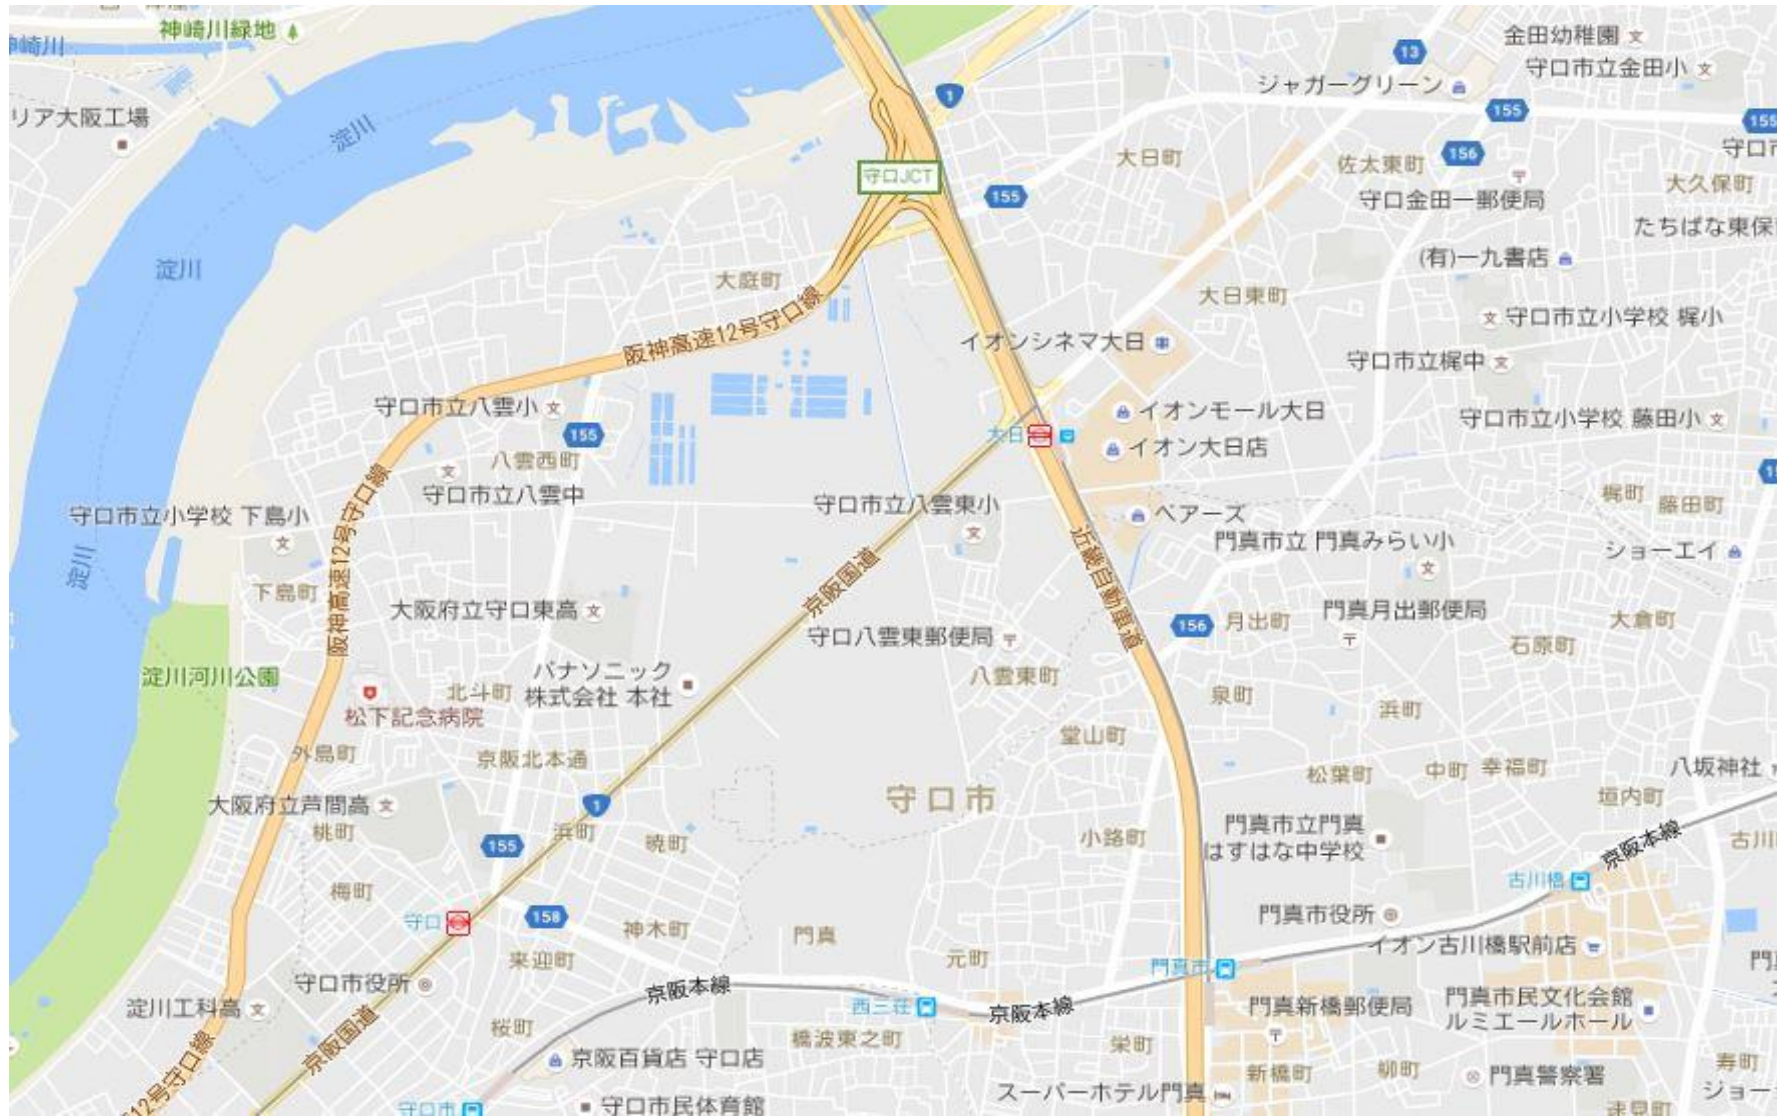 神崎川緑地
金田幼稚園
守口市立金田小
13
ジャガーグリーン
1
155
155
リア大阪工場
淀川
守口JCT
大日町
佐太東町
156
大久保町
155
守口金田一郵便局
たちばな東保
(有)一九書店
淀川
大庭町
大日東町
阪神高速12号守口線
イオンシネマ大日
守口市立小学校 梶小
守口市立梶中
守口市立八雲小
イオンモール大日
守口市立小学校 藤田小
155
大日
イオン大日店
八雲西町
守口市立八雲中
守口市立八雲東小
梶町
藤田町
守口市立小学校 下島小
ベアーズ
門真市立 門真みらい小
ショーエイ
淀川
阪神高速12号守口線
京阪国道
近畿自動車道
下島町
大阪府立守口東高
守口八雲東郵便局
156
月出町
門真月出郵便局
大倉町
石原町
淀川河川公園
パナソニック
株式会社 本社
北斗町
八雲東町
泉町
浜町
松下記念病院
外島町
京阪北本通
堂山町
松葉町
中町
幸福町
八坂神社
垣内町
大阪府立芦間高
1
守口市
桃町
155
浜町
暁町
小路町
門真市立門真
はすはな中学校
京阪本線
古川
梅町
古川橋
守口
158
神木町
門真
門真市役所
イオン古川橋駅前店
来迎町
元町
門真市
守口市役所
京阪本線
西三荘
京阪本線
淀川工科高
桜町
橋波東之町
門真新橋郵便局
門真市民文化会館
ルミエールホール
京阪国道
京阪百貨店 守口店
栄町
新橋町
柳町
門真警察署
寿町
12号守口線
守口市
守口市民体育館
スーパーホテル門真
速見町
ジョー